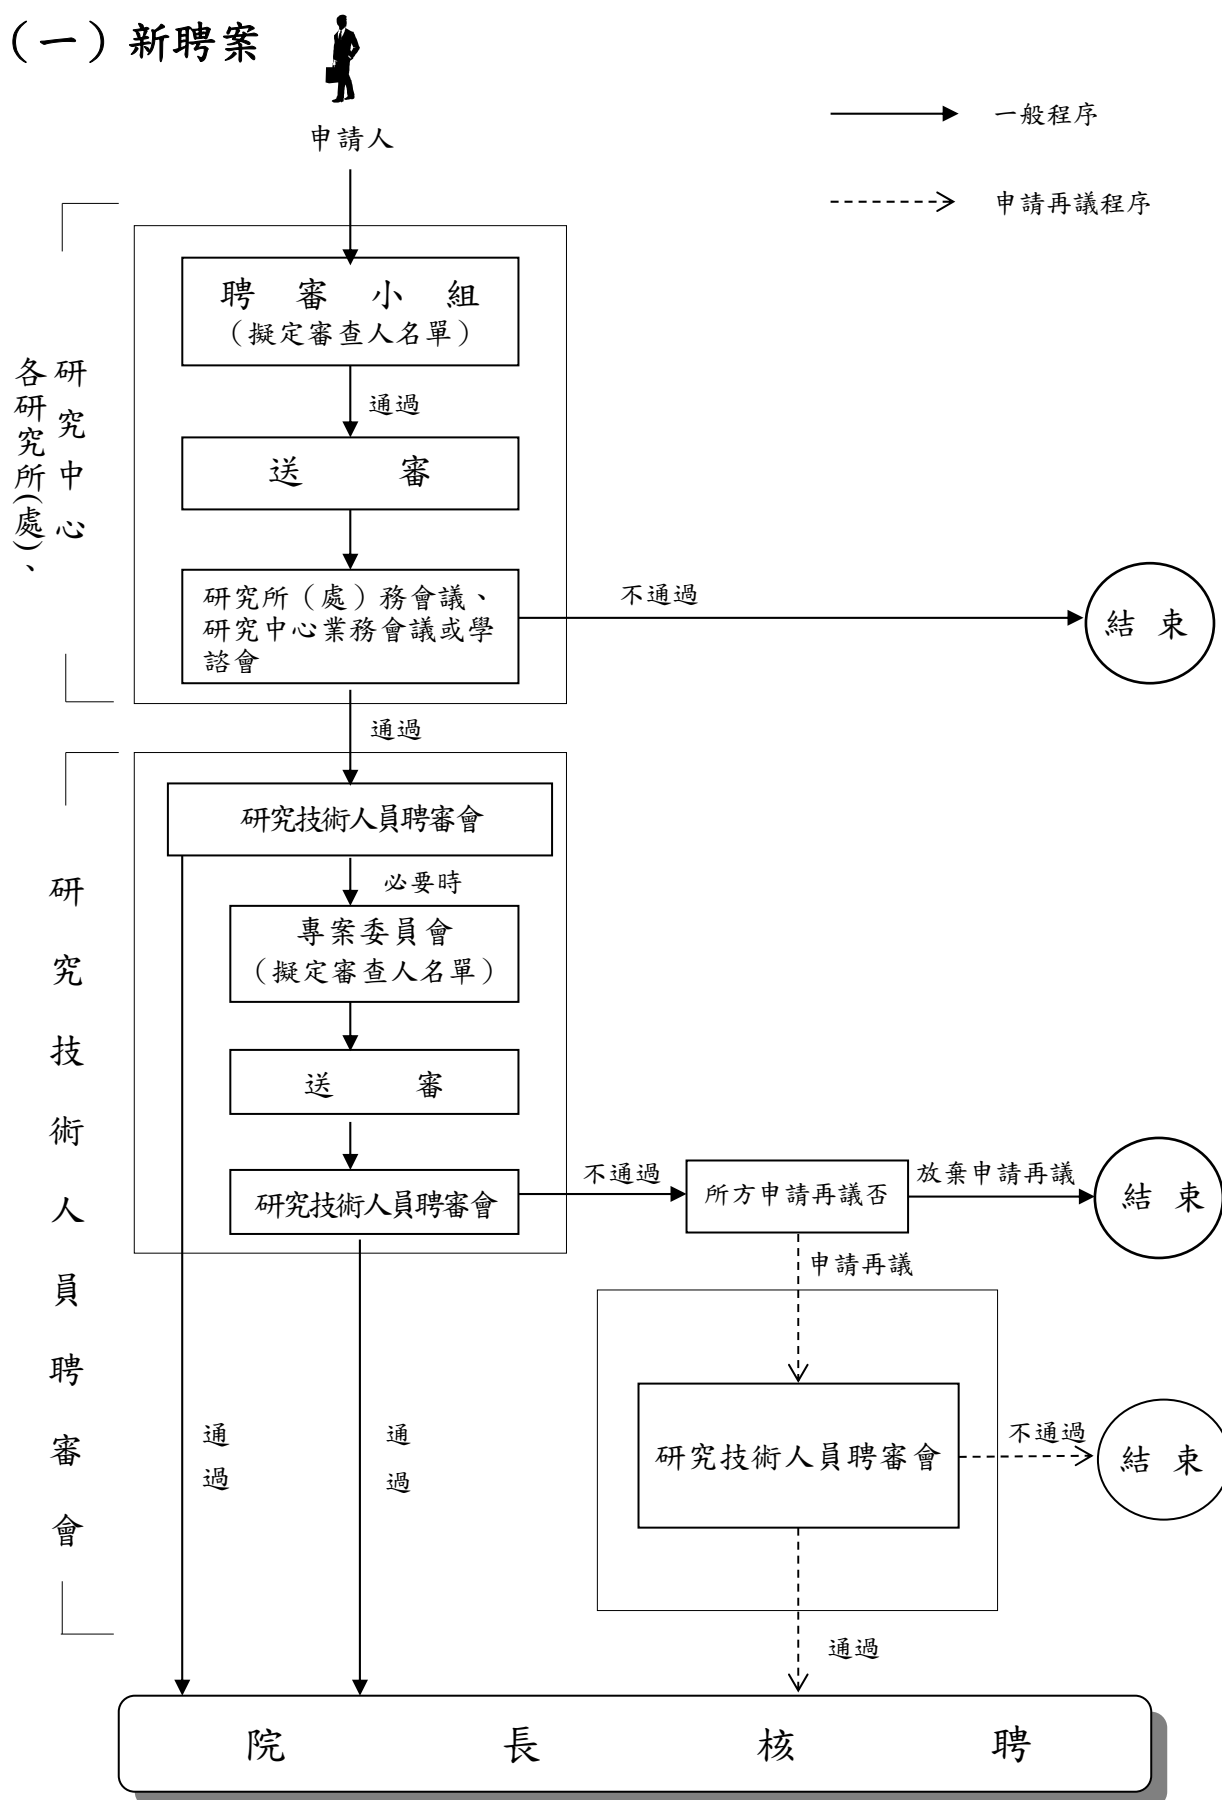 （一）新聘案
申請人
一般程序
申請再議程序
各研究所(處)、
研究中心
聘審小組
（擬定審查人名單）
通過
送審
研究所（處）務會議、
研究中心業務會議或學
諮會
不通過
結束
通過
研究技術人員聘審會
研究技術人員聘審會
必要時
專案委員會
（擬定審查人名單）
送審
研究技術人員聘審會
不通過
所方申請再議否
放棄申請再議
結束
申請再議
研究技術人員聘審會
不通過
結束
通過
通過
通過
院長核聘